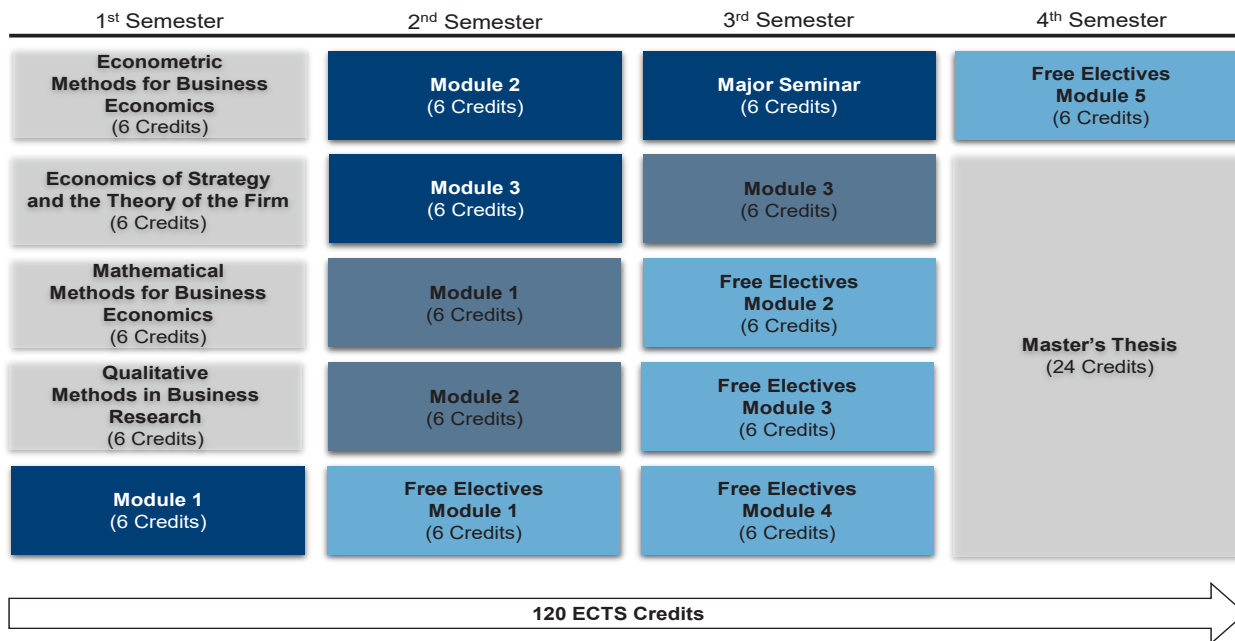 1st Semester
2nd Semester
3rd Semester
4th Semester
Econometric
Methods for Business
Economics
(6 Credits)
Module 2
(6 Credits)
Major Seminar
(6 Credits)
Free Electives
Module 5
(6 Credits)
Economics of Strategy
and the Theory of the Firm
(6 Credits)
Module 3
(6 Credits)
Module 3
(6 Credits)
Mathematical
Methods for Business
Economics
(6 Credits)
Module 1
(6 Credits)
Free Electives
Module 2
(6 Credits)
Master's Thesis
(24 Credits)
Qualitative
Methods in Business
Research
(6 Credits)
Module 2
(6 Credits)
Free Electives
Module 3
(6 Credits)
Module 1
(6 Credits)
Free Electives
Module 1
(6 Credits)
Free Electives
Module 4
(6 Credits)
120 ECTS Credits